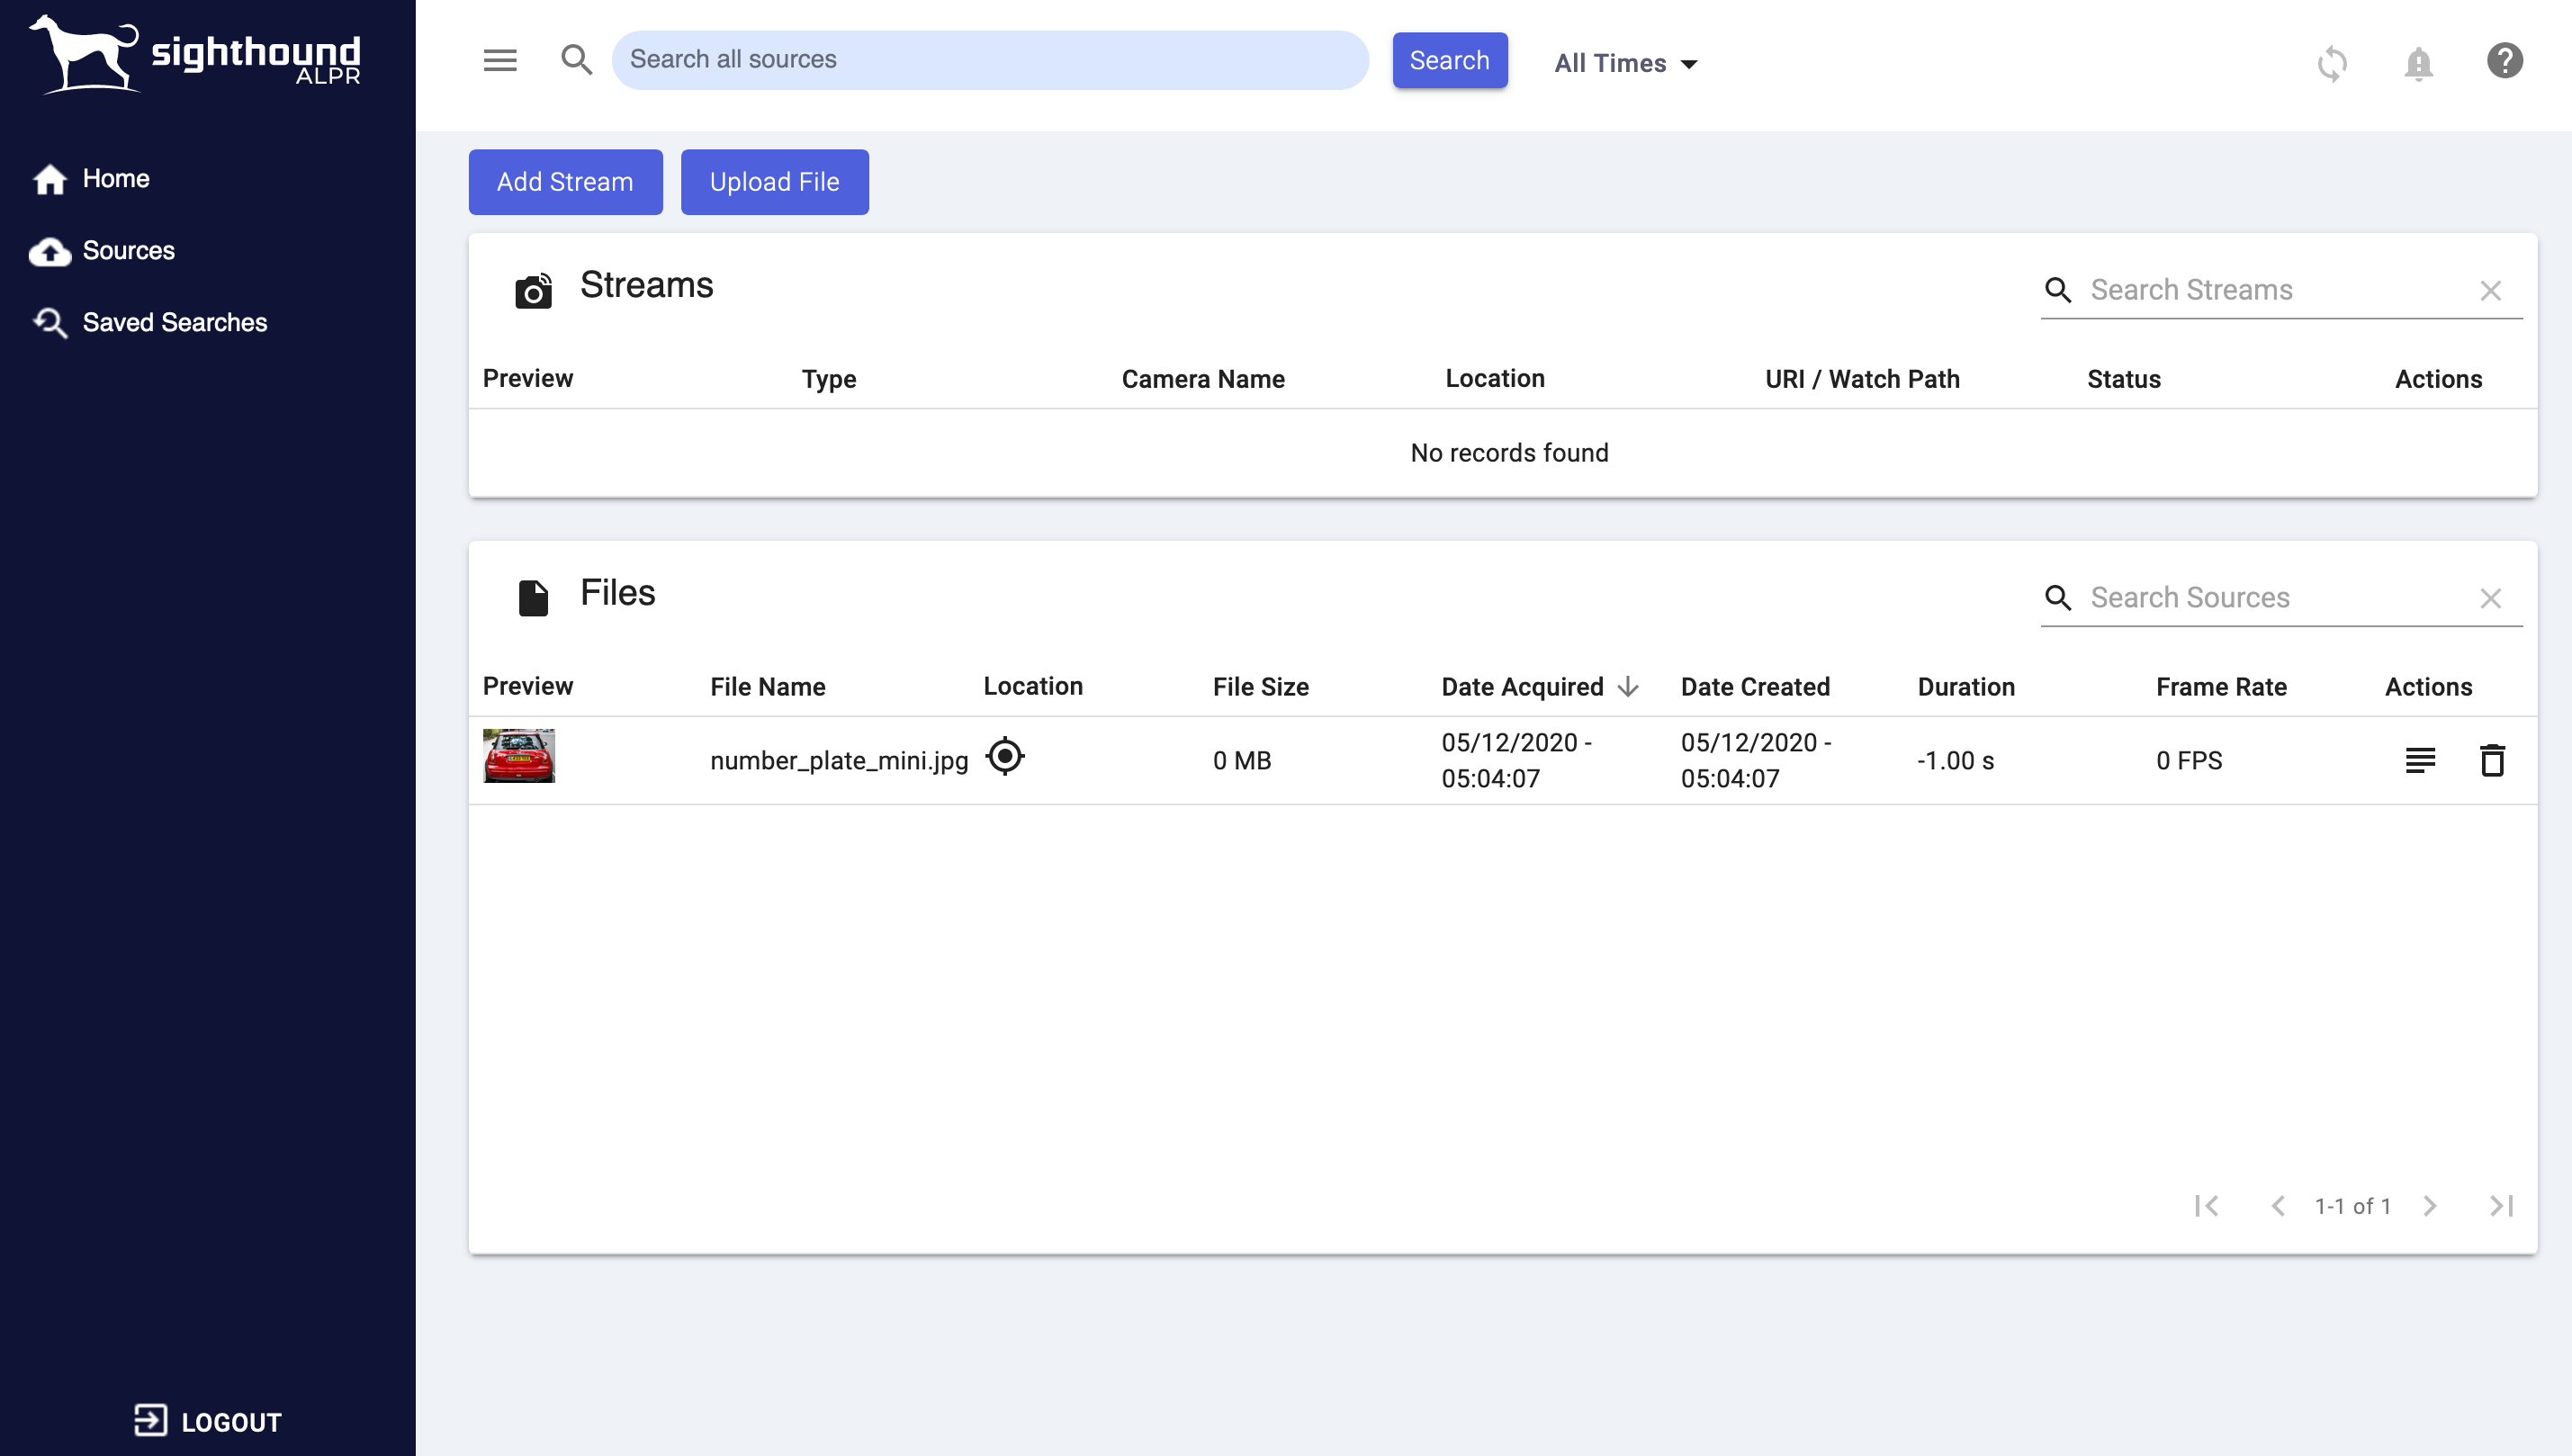 sighthound
ALPR
Home
Sources
Saved Searches
LOGOUT
Search all sources
Search
All Times
Add Stream
Upload File
Streams
Search Streams
Preview Type Camera Name Location URI / Watch Path Status Actions
No records found
Files
Search Sources
Preview File Name Location File Size Date Acquired Date Created Duration Frame Rate Actions
number_plate_mini.jpg 0 MB 05/12/2020 - 05:04:07 05/12/2020 - 05:04:07 -1.00 s 0 FPS
1-1 of 1